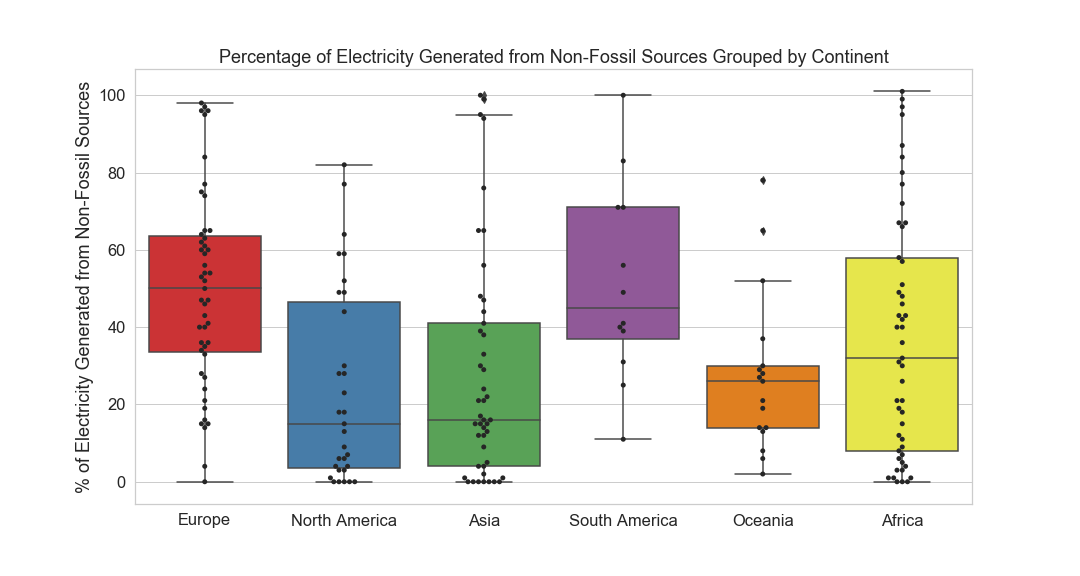 Percentage of Electricity Generated from Non-Fossil Sources Grouped by Continent
% of Electricity Generated from Non-Fossil Sources
100
80
60
40
20
0
Europe
North America
Asia
South America
Oceania
Africa